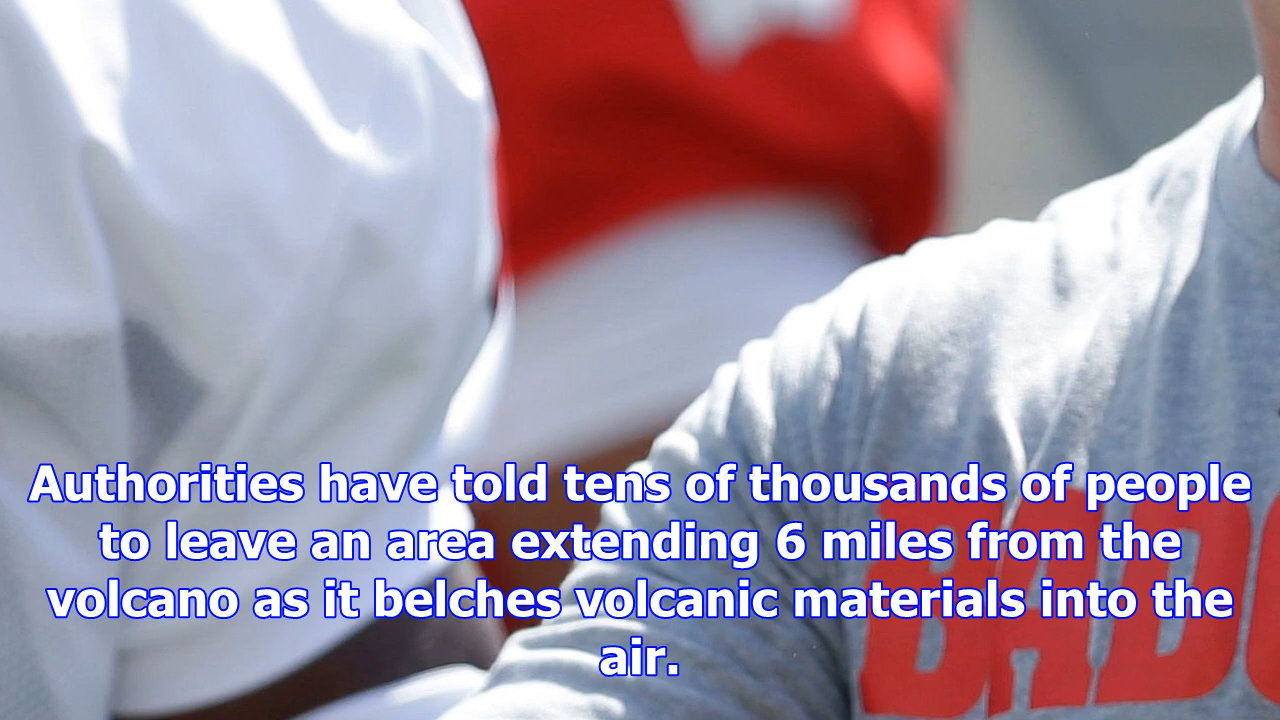 Authorities have told tens of thousands of people
to leave an area extending 6 miles from the
volcano as it belches volcanic materials into the
air.
BADG